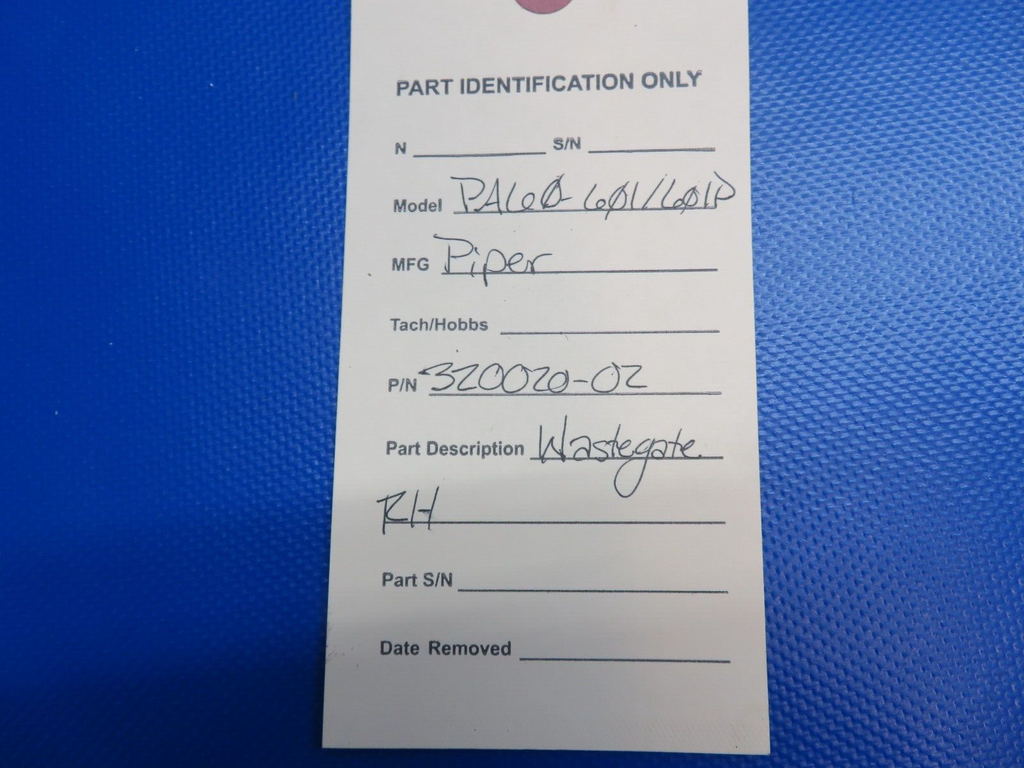 PART IDENTIFICATION ONLY
N S/N
Model PA60-601/601P
MFG Piper
Tach/Hobbs
P/N 320020-02
Part Description Wastegate
RH
Part S/N
Date Removed